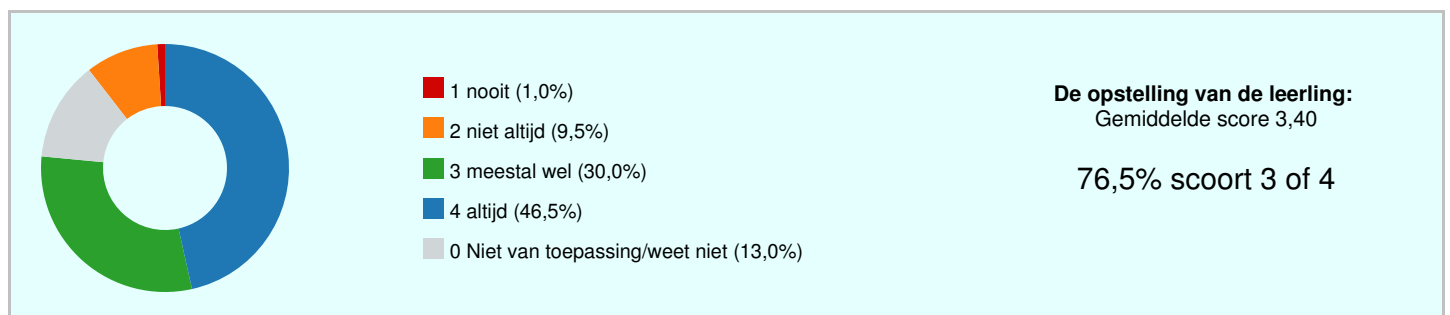 1 nooit (1,0%)
2 niet altijd (9,5%)
3 meestal wel (30,0%)
4 altijd (46,5%)
0 Niet van toepassing/weet niet (13,0%)
De opstelling van de leerling:
Gemiddelde score 3,40
76,5% scoort 3 of 4